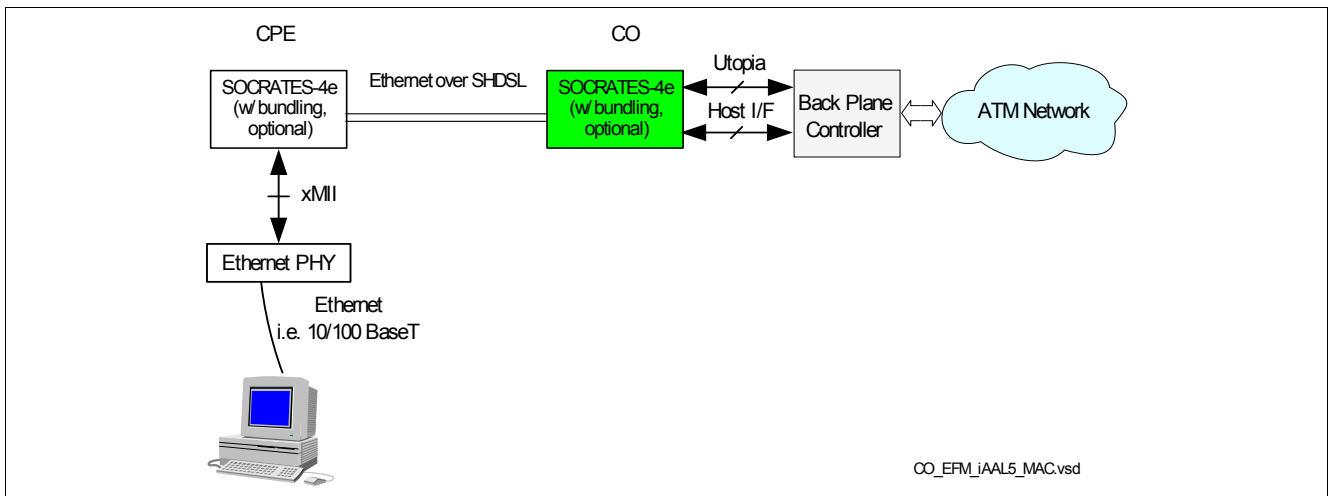 CPE
CO
SOCRATES-4e
(w/ bundling,
optional)
Ethernet over SHDSL
SOCRATES-4e
(w/ bundling,
optional)
Utopia
Host I/F
Back Plane
Controller
ATM Network
xMII
Ethernet PHY
Ethernet
i.e. 10/100 BaseT
CO_EFM_iAAL5_MAC.vsd